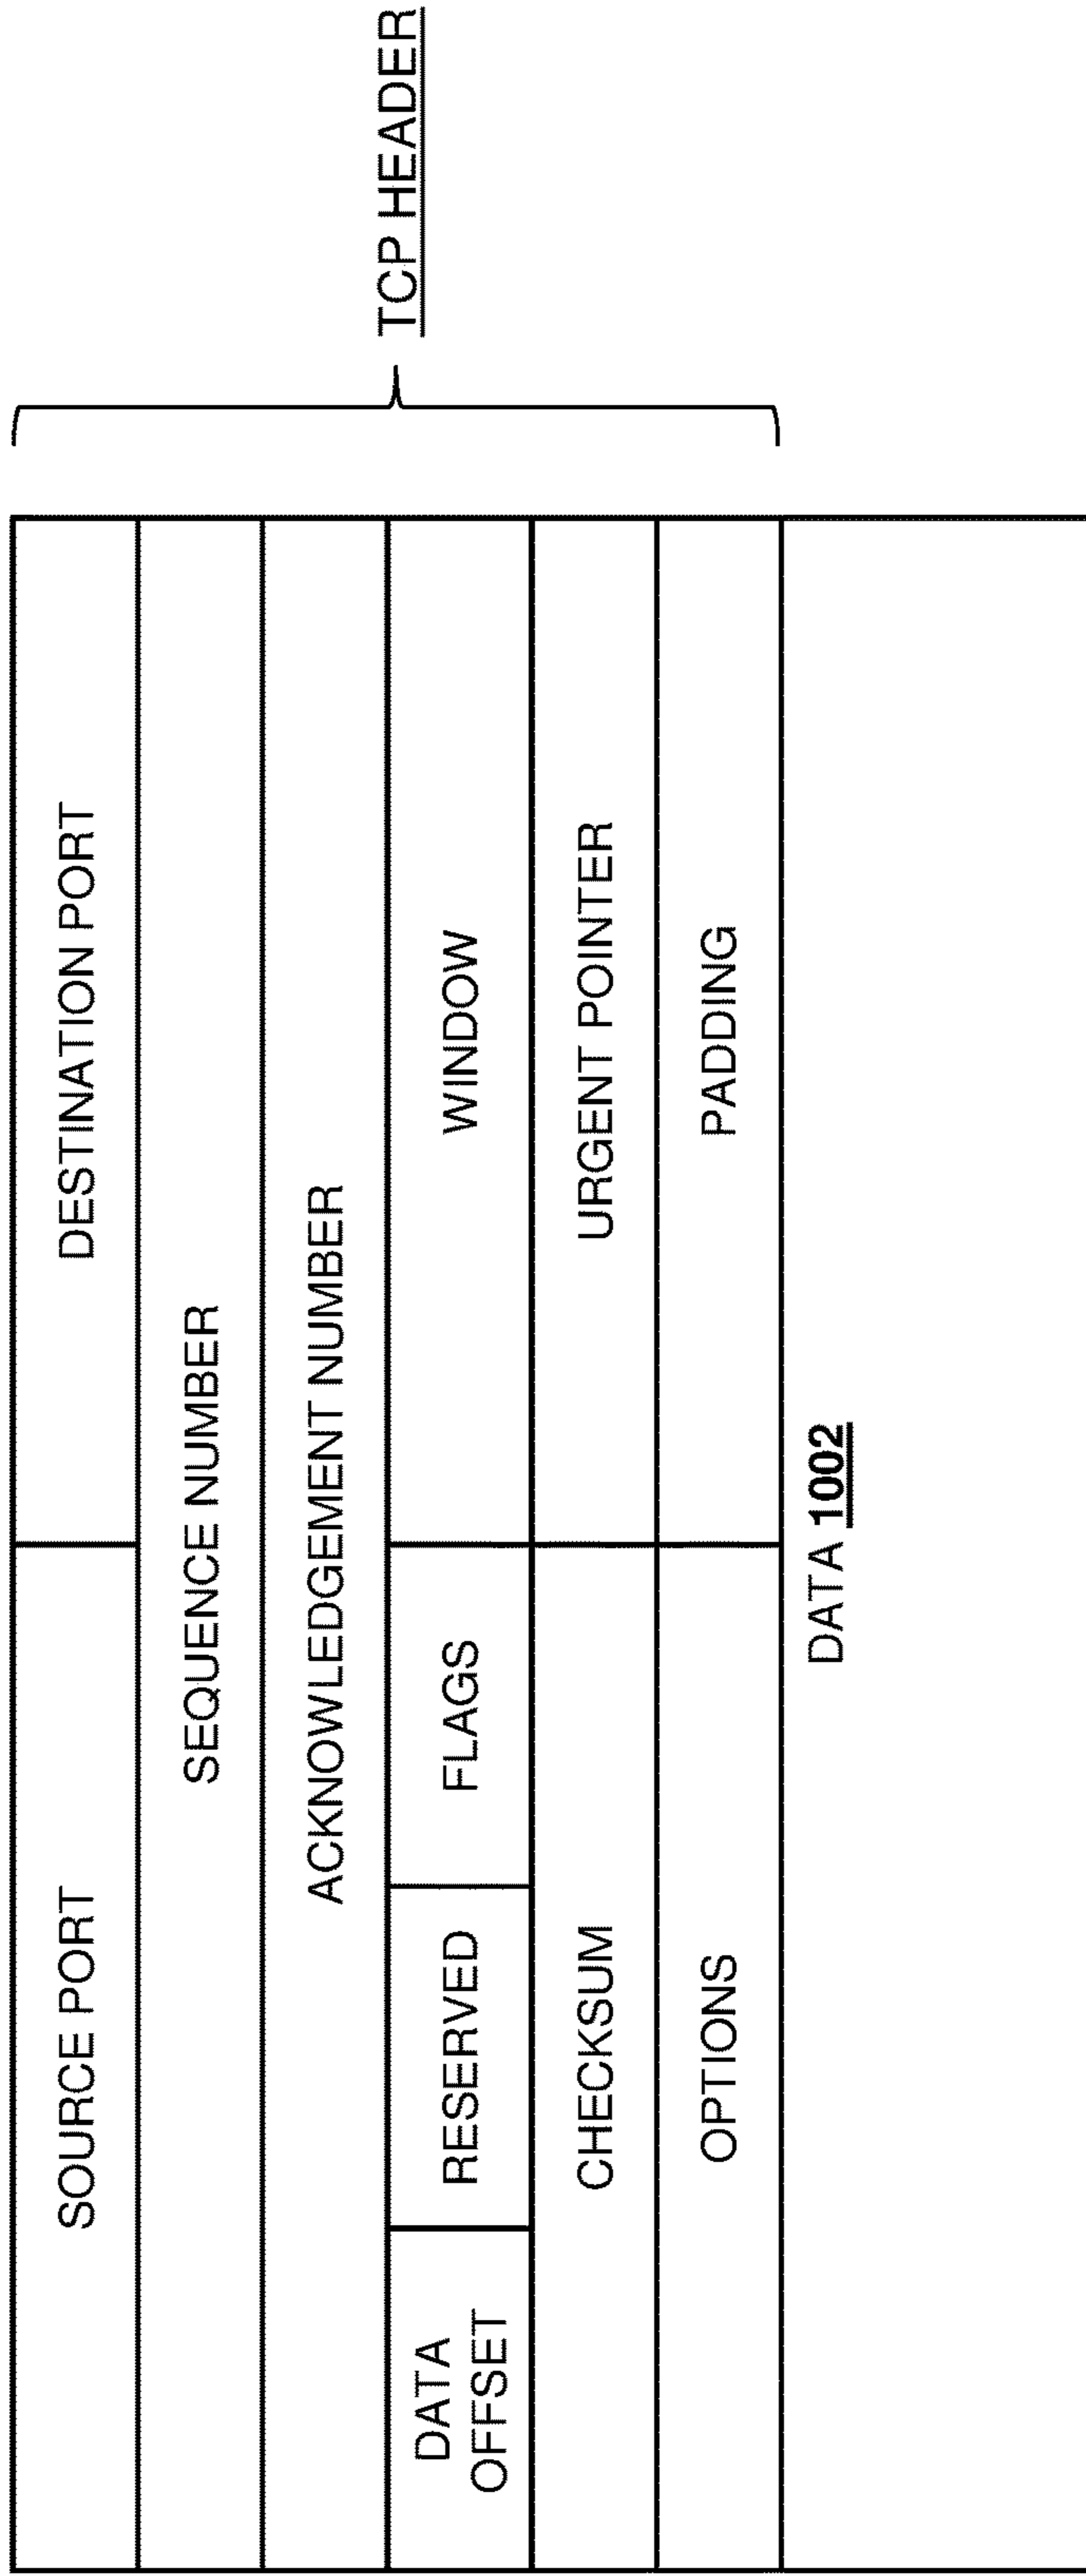 SOURCE PORT
DESTINATION PORT
SEQUENCE NUMBER
ACKNOWLEDGEMENT NUMBER
DATA
OFFSET
RESERVED
FLAGS
WINDOW
CHECKSUM
URGENT POINTER
OPTIONS
PADDING
DATA 1002
TCP HEADER